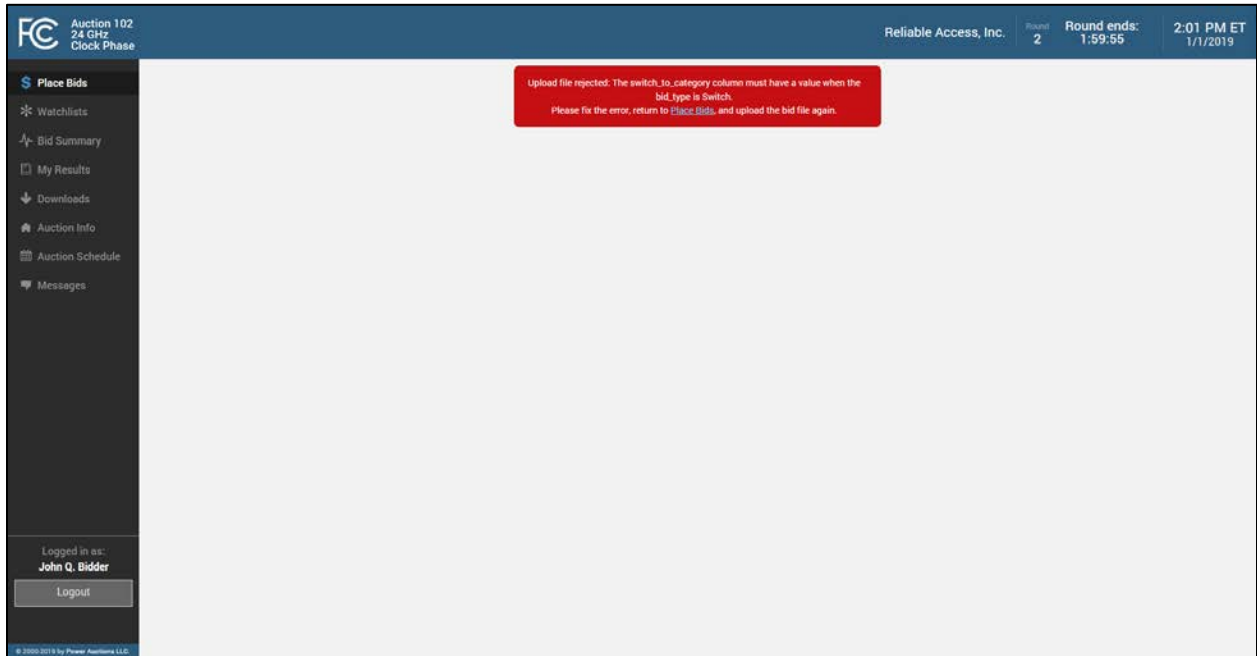 FCC
Auction 102
24 GHz
Clock Phase
Reliable Access, Inc.
Round
2
Round ends:
1:59:55
2:01 PM ET
1/1/2019
Place Bids
Watchlists
Bid Summary
My Results
Downloads
Auction Info
Auction Schedule
Messages
Upload file rejected: The switch_to_category column must have a value when the
bid_type is Switch.
Please fix the error, return to Place Bids, and upload the bid file again.
Logged in as:
John Q. Bidder
Logout
© 2000-2019 by Power Auctions LLC.